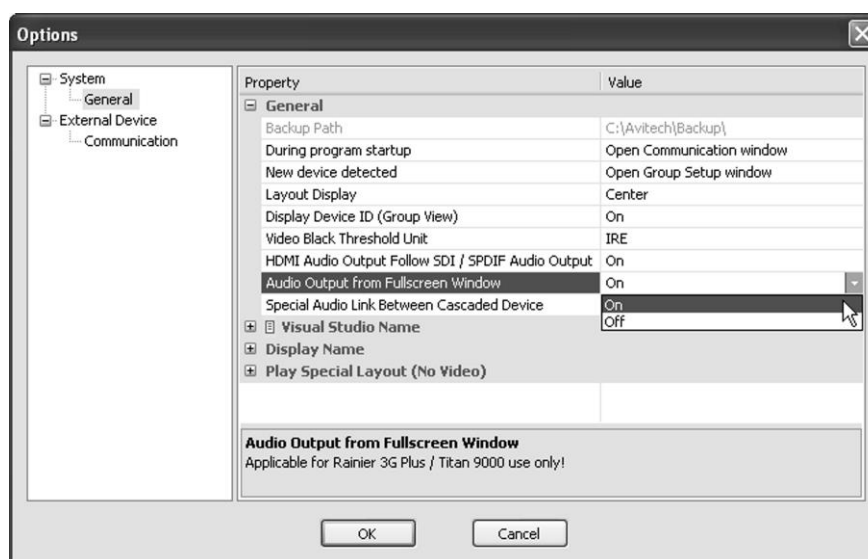 Options
System
General
External Device
Communication
Property Value
General
Backup Path C:\Avitech\Backup\
During program startup Open Communication window
New device detected Open Group Setup window
Layout Display Center
Display Device ID (Group View) On
Video Black Threshold Unit IRE
HDMI Audio Output Follow SDI / SPDIF Audio Output On
Audio Output from Fullscreen Window On
Special Audio Link Between Cascaded Device On
Off
Visual Studio Name
Display Name
Play Special Layout (No Video)
Audio Output from Fullscreen Window
Applicable for Rainier 3G Plus / Titan 9000 use only!
OK Cancel